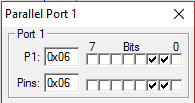 Parallel Port 1
Port 1
7 Bits 0
P1: 0x06
Pins: 0x06